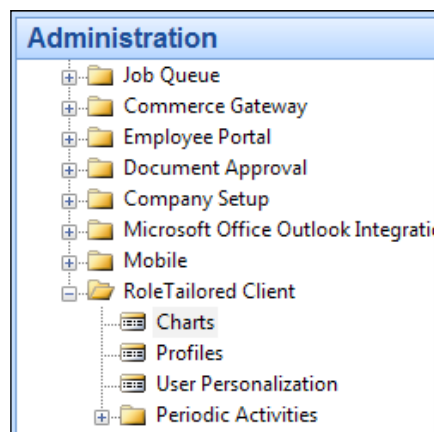 Administration
Job Queue
Commerce Gateway
Employee Portal
Document Approval
Company Setup
Microsoft Office Outlook Integratio
Mobile
RoleTailored Client
Charts
Profiles
User Personalization
Periodic Activities